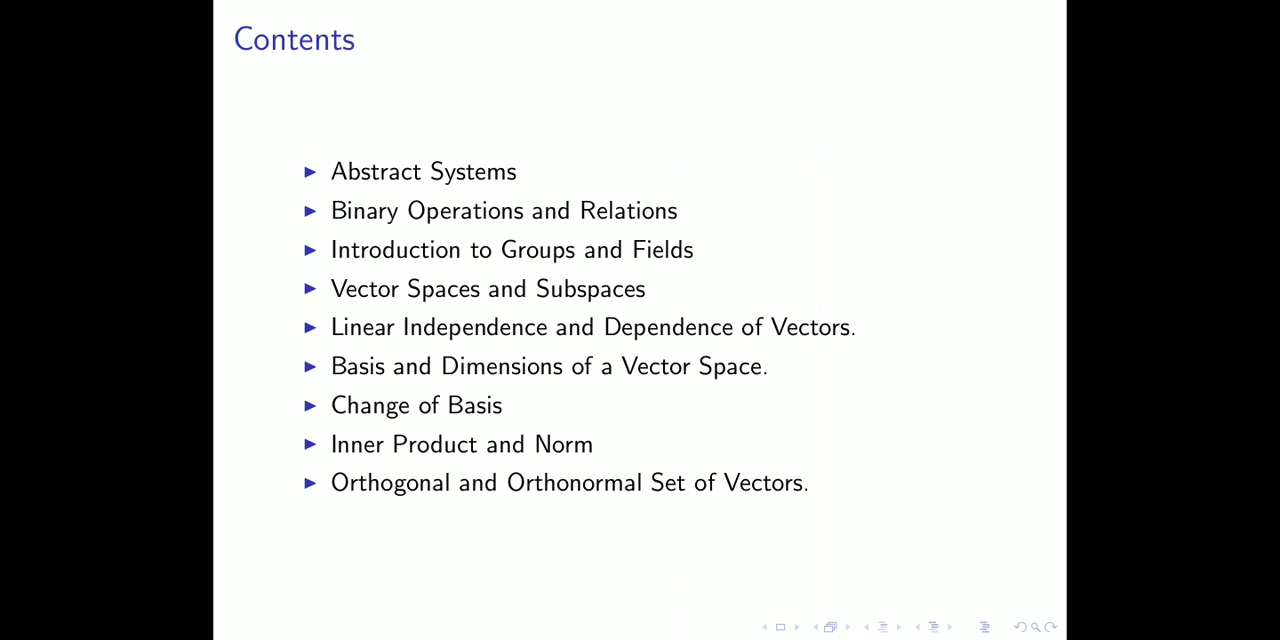 Contents
Abstract Systems
Binary Operations and Relations
Introduction to Groups and Fields
Vector Spaces and Subspaces
Linear Independence and Dependence of Vectors.
Basis and Dimensions of a Vector Space.
Change of Basis
Inner Product and Norm
Orthogonal and Orthonormal Set of Vectors.